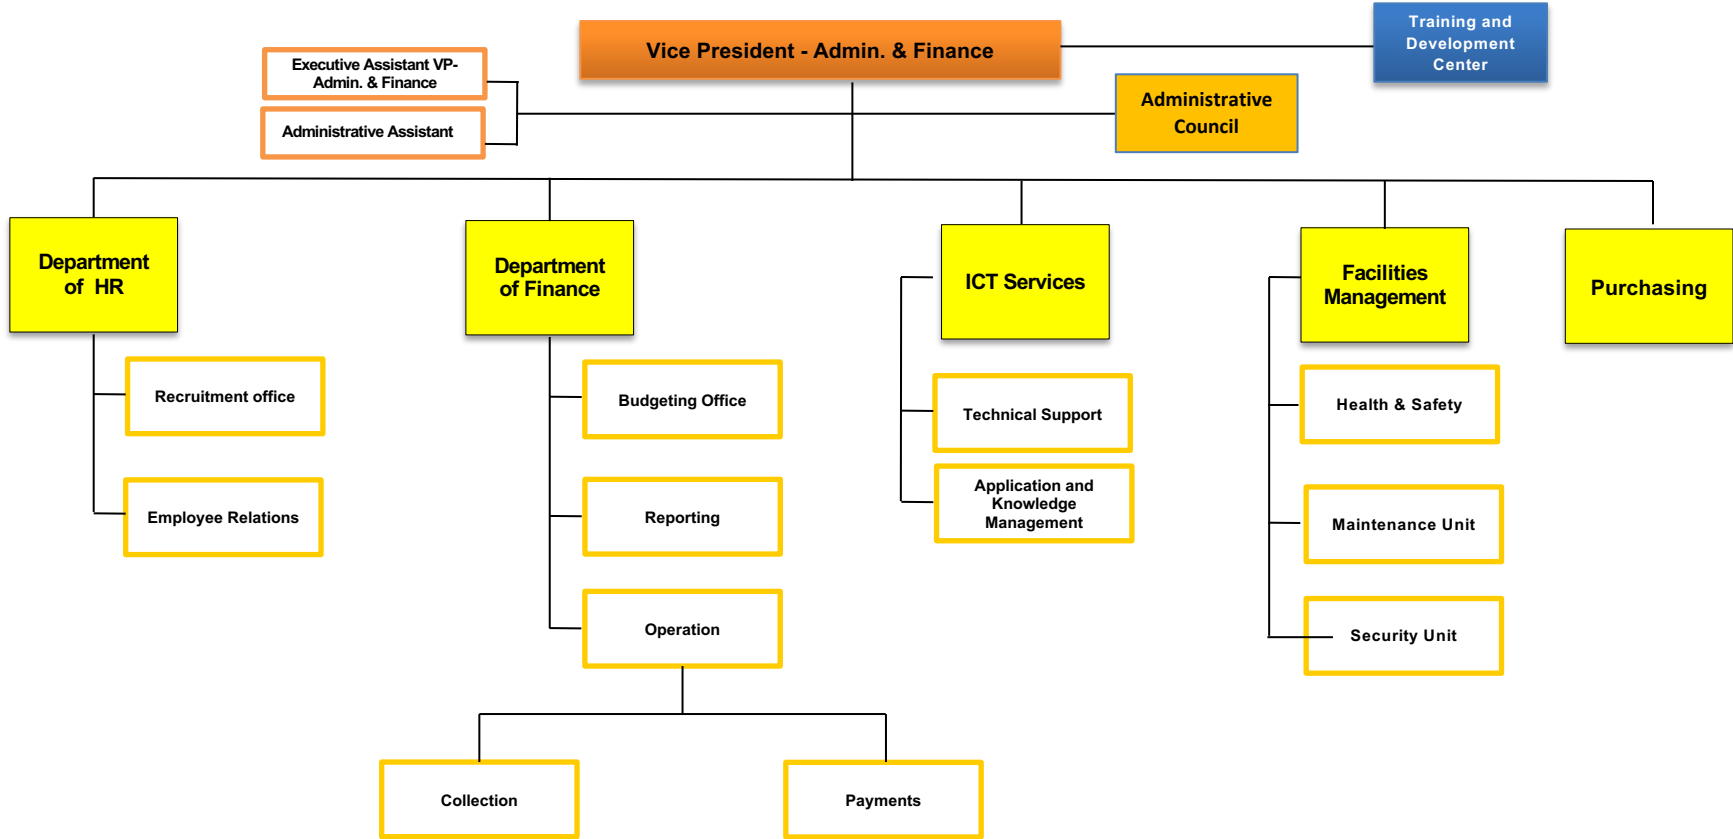 Vice President - Admin. & Finance
Training and
Development
Center
Executive Assistant VP-
Admin. & Finance
Administrative Assistant
Administrative
Council
Department
of HR
Department
of Finance
ICT Services
Facilities
Management
Purchasing
Recruitment office
Employee Relations
Budgeting Office
Reporting
Operation
Collection
Payments
Technical Support
Application and
Knowledge
Management
Health & Safety
Maintenance Unit
Security Unit